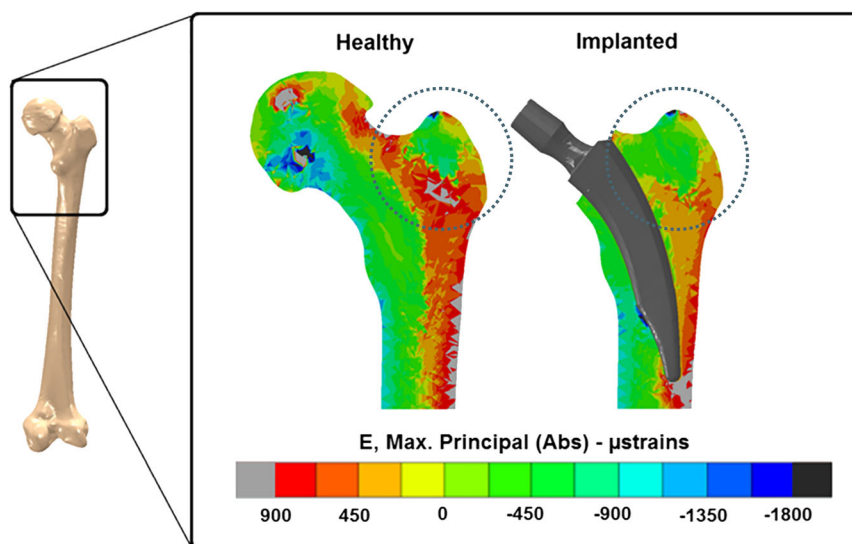 Healthy Implanted
E, Max. Principal (Abs) - µstrains
900 450 0 -450 -900 -1350 -1800